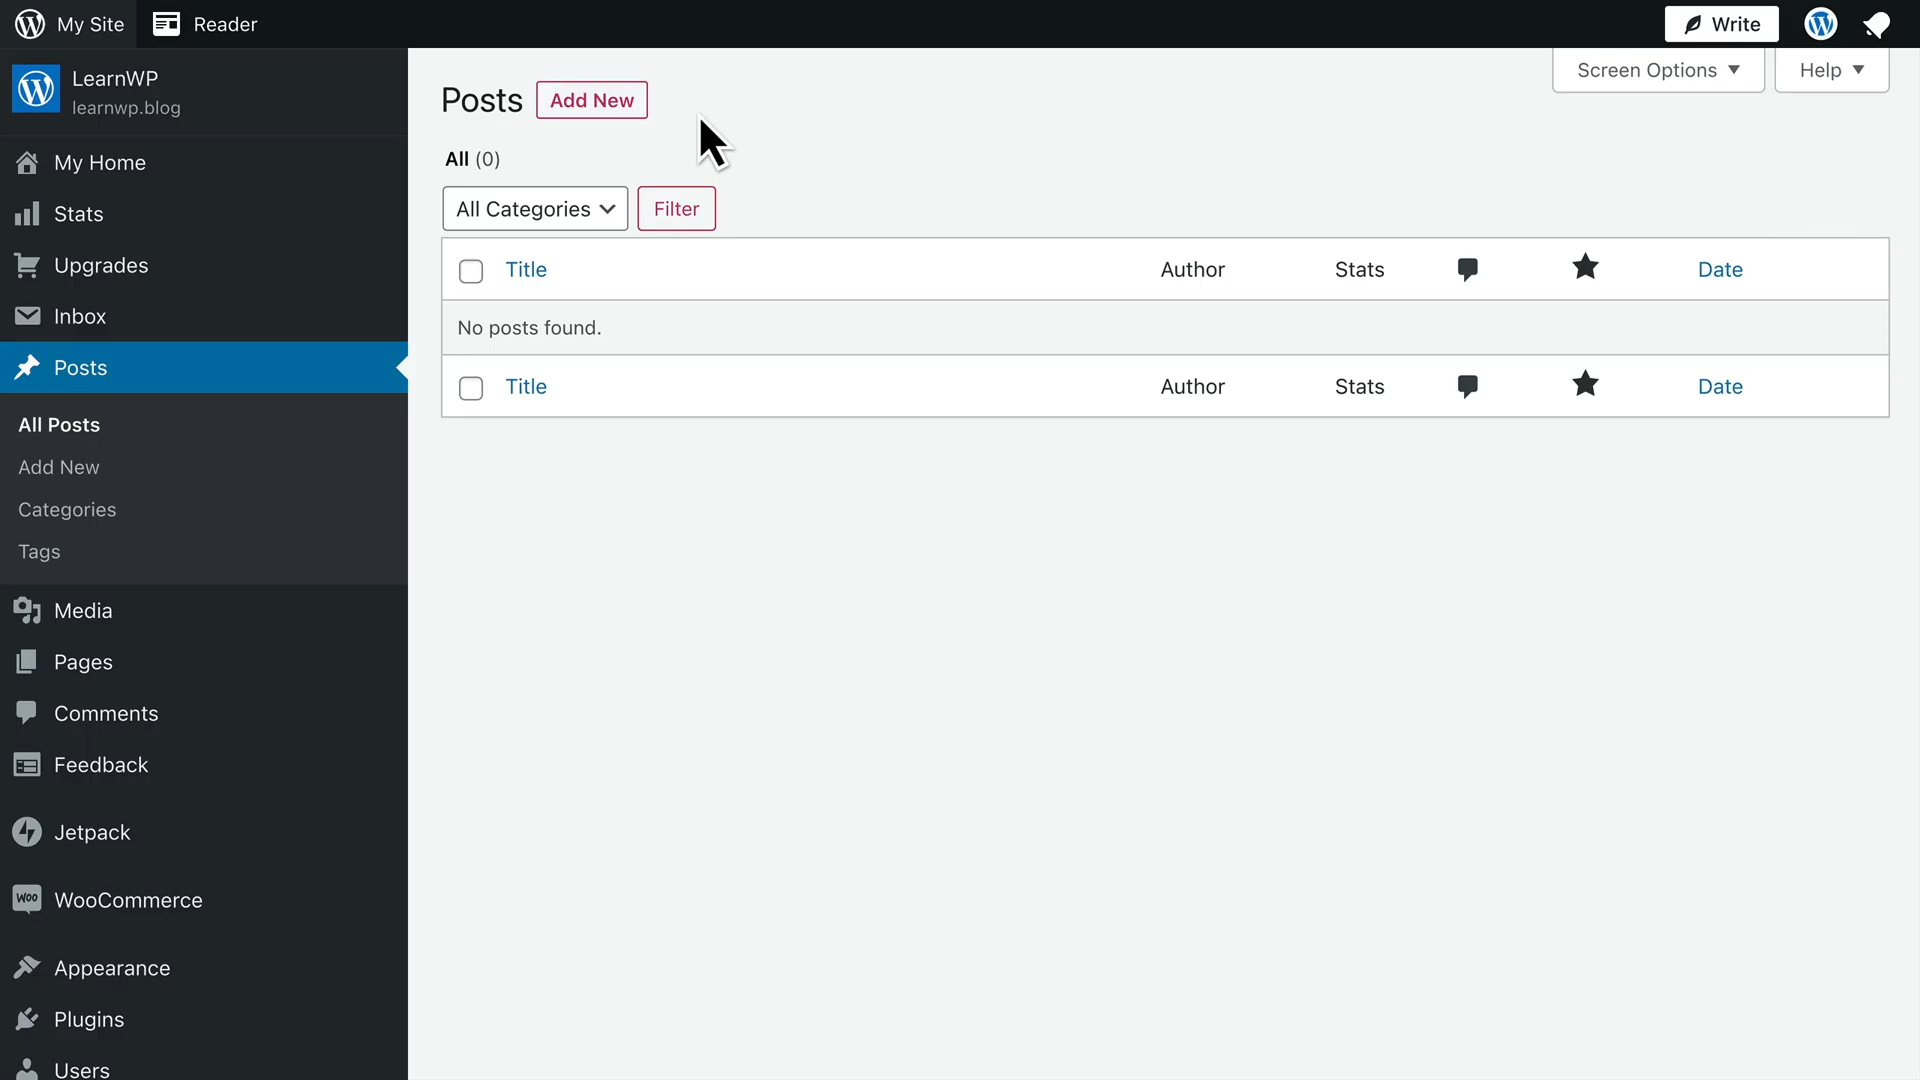 My Site
Reader
Write
LearnWP
learnwp.blog
My Home
Stats
Upgrades
Inbox
Posts
All Posts
Add New
Categories
Tags
Media
Pages
Comments
Feedback
Jetpack
Woo WooCommerce
Appearance
Plugins
Users
Screen Options ▼
Help ▼
Posts
Add New
All (0)
All Categories
Filter
Title Author Stats Date
No posts found.
Title Author Stats Date